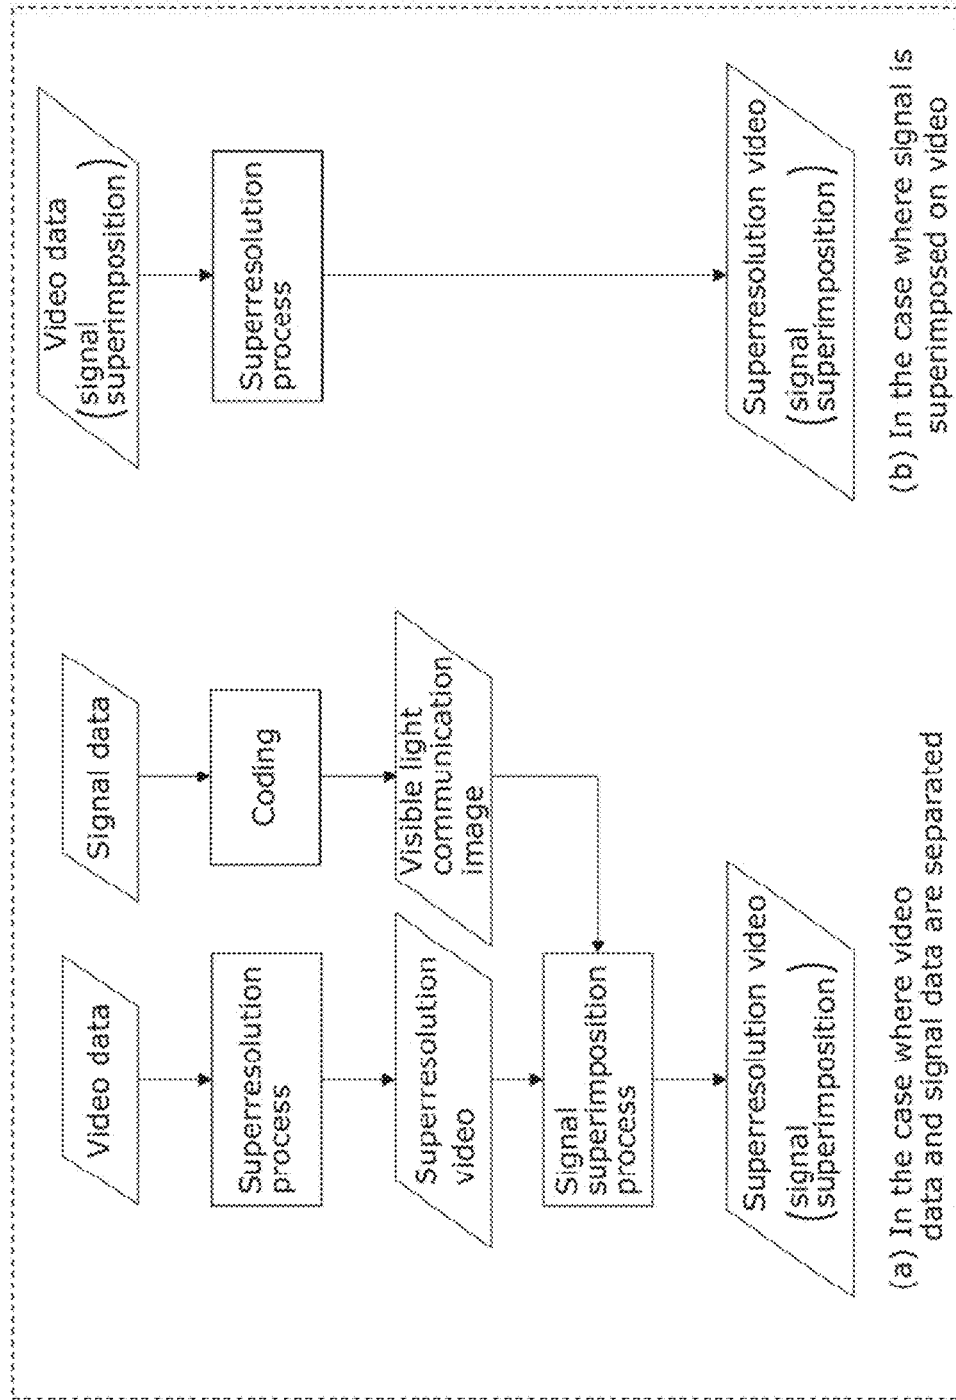 Video data
Superresolution
process
Superresolution
video
Signal
superimposition
process
Superresolution video
(signal
superimposition)
Signal data
Coding
Visible light
communication
image
(a) In the case where video
data and signal data are separated
Video data
(signal
superimposition)
Superresolution
process
Superresolution video
(signal
superimposition)
(b) In the case where signal is
superimposed on video